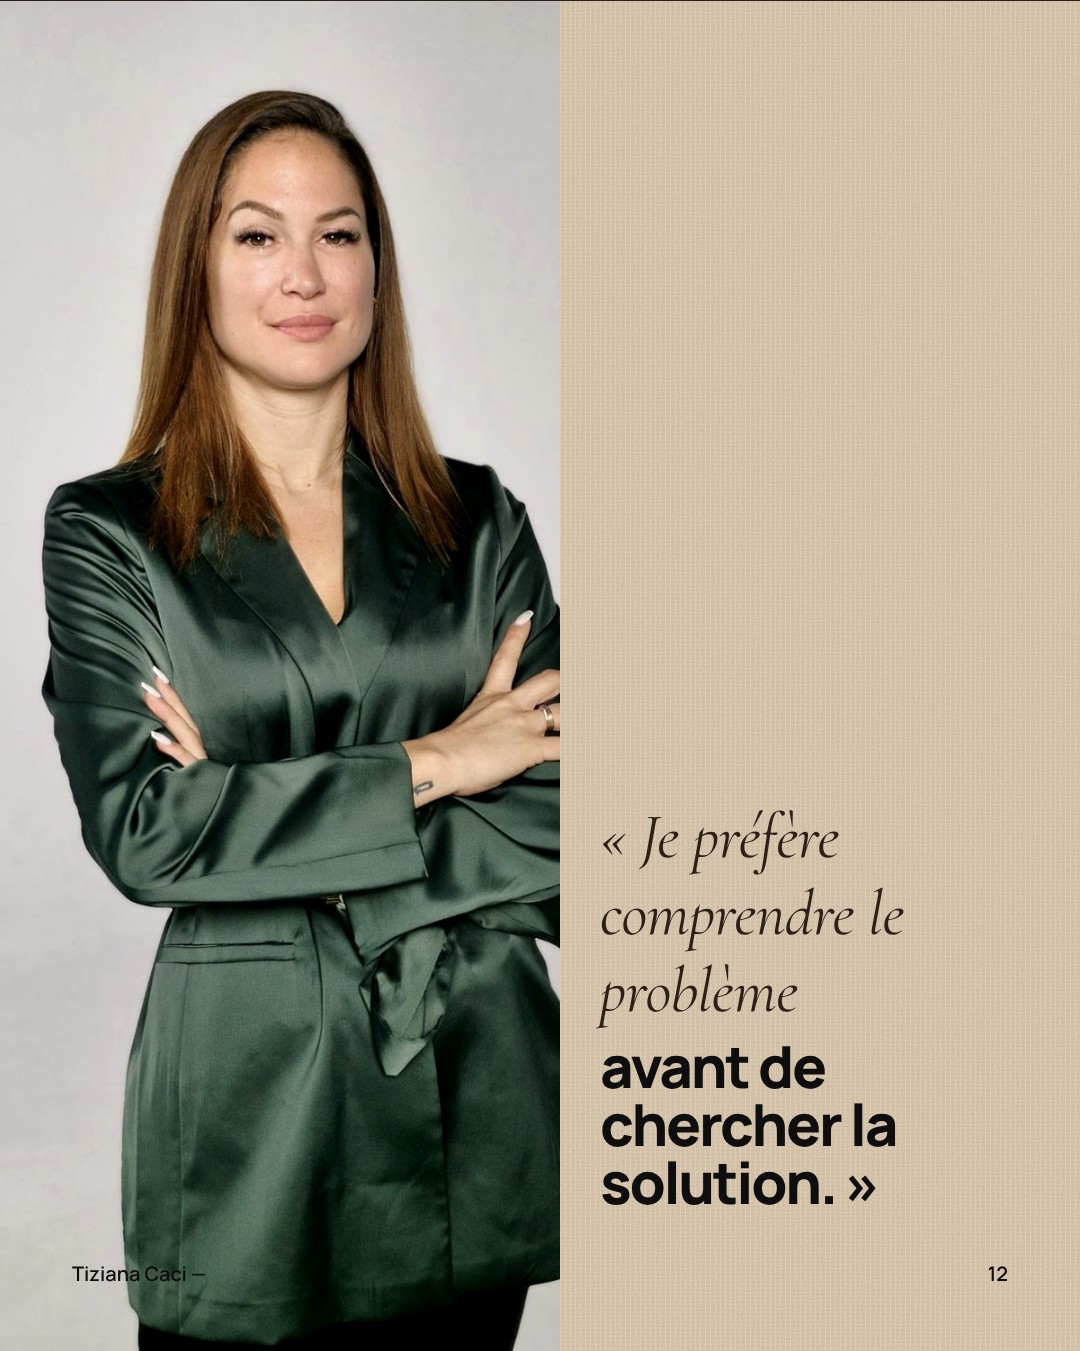 « Je préfère
comprendre le
problème
avant de
chercher la
solution. »
Tiziana Caci —
12